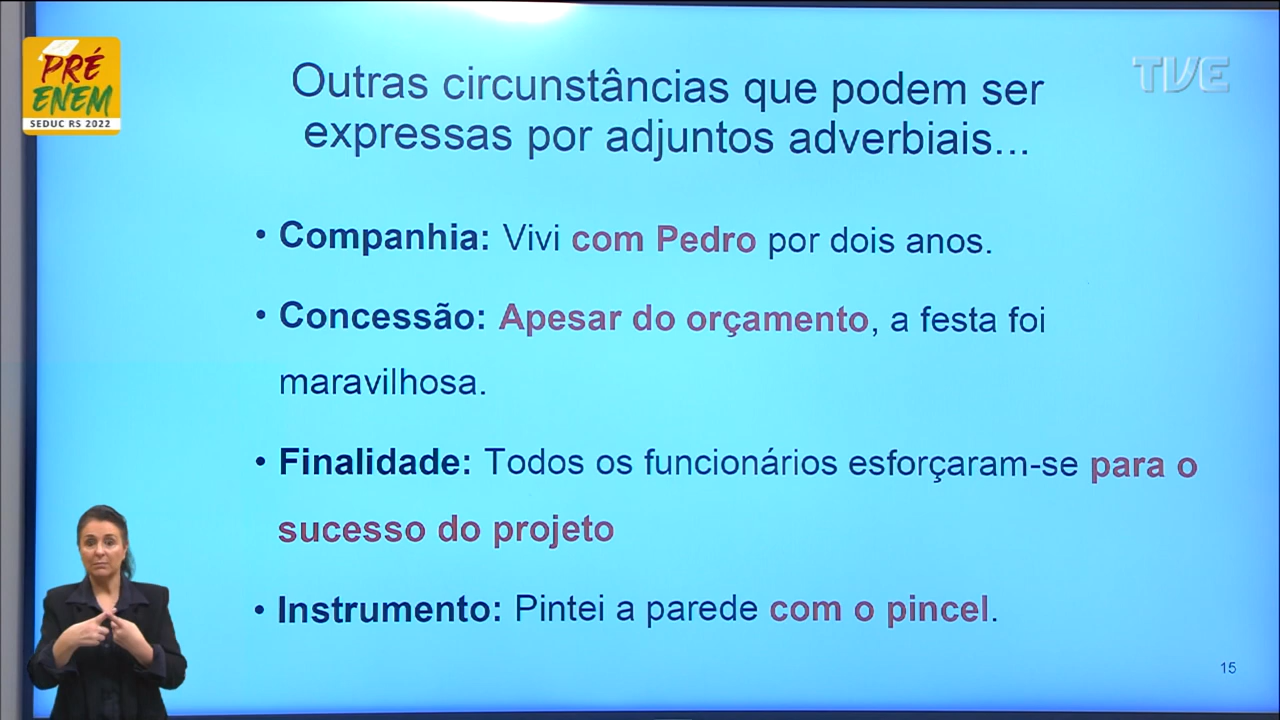 PRÉ
ENEM
SEDUC RS 2022
TVE
Outras circunstâncias que podem ser
expressas por adjuntos adverbiais...
• Companhia: Vivi com Pedro por dois anos.
• Concessão: Apesar do orçamento, a festa foi
maravilhosa.
• Finalidade: Todos os funcionários esforçaram-se para o
sucesso do projeto
• Instrumento: Pintei a parede com o pincel.
15